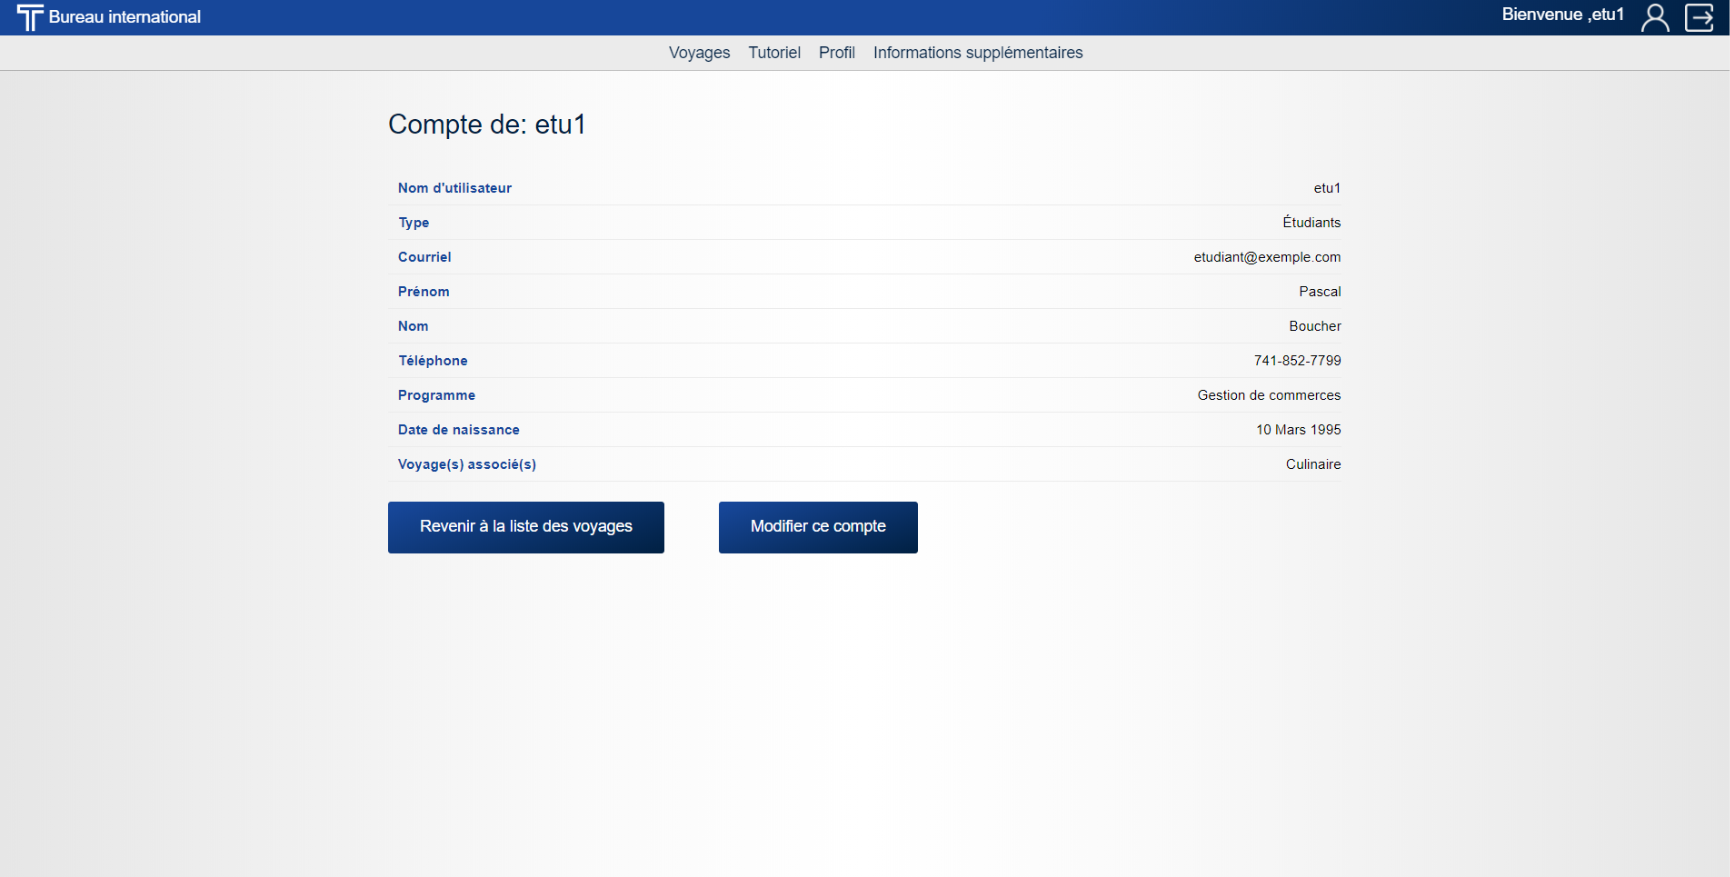 Bureau international
Bienvenue ,etu1
Voyages Tutoriel Profil Informations supplémentaires
Compte de: etu1
Nom d'utilisateur etu1
Type Étudiants
Courriel etudiant@exemple.com
Prénom Pascal
Nom Boucher
Téléphone 741-852-7799
Programme Gestion de commerces
Date de naissance 10 Mars 1995
Voyage(s) associé(s) Culinaire
Revenir à la liste des voyages Modifier ce compte